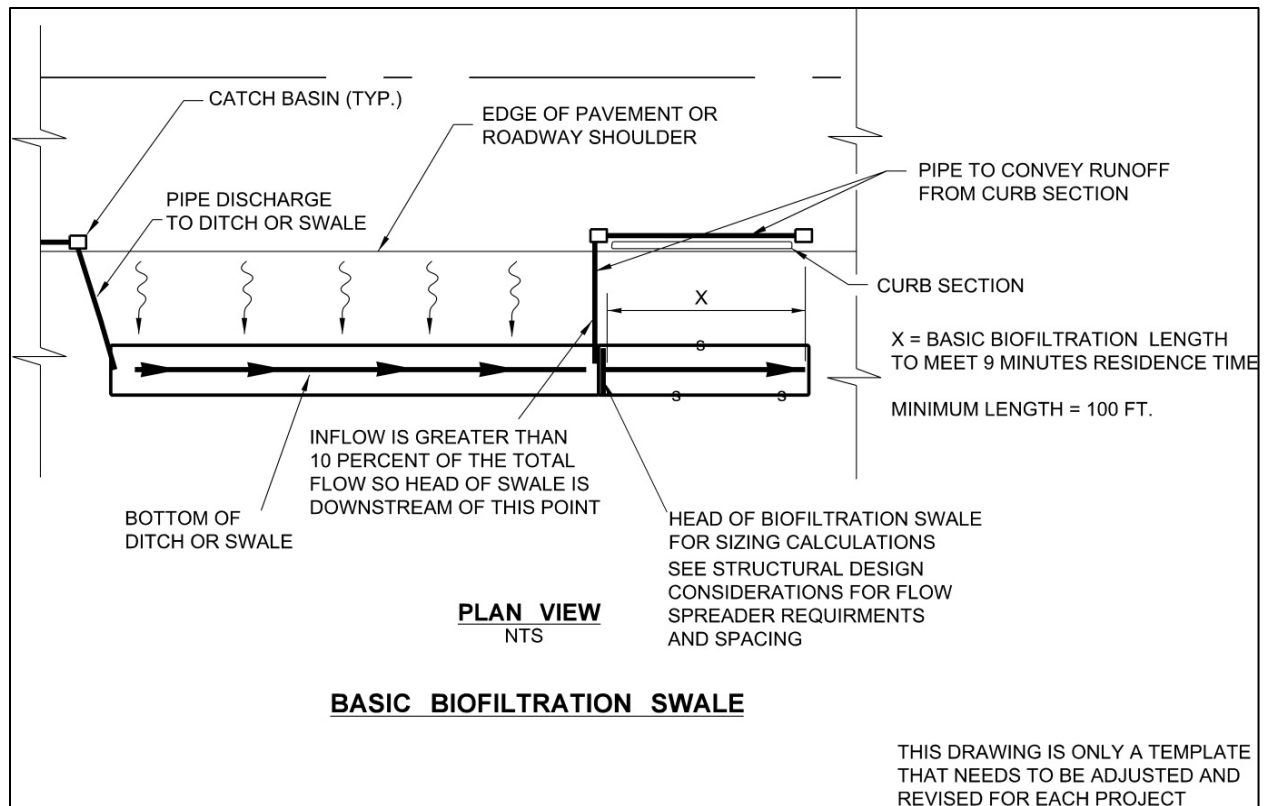 CATCH BASIN (TYP.)
EDGE OF PAVEMENT OR
ROADWAY SHOULDER
PIPE TO CONVEY RUNOFF
FROM CURB SECTION
PIPE DISCHARGE
TO DITCH OR SWALE
CURB SECTION
X
X = BASIC BIOFILTRATION LENGTH
TO MEET 9 MINUTES RESIDENCE TIME
MINIMUM LENGTH = 100 FT.
S
S
S
INFLOW IS GREATER THAN
10 PERCENT OF THE TOTAL
FLOW SO HEAD OF SWALE IS
DOWNSTREAM OF THIS POINT
BOTTOM OF
DITCH OR SWALE
HEAD OF BIOFILTRATION SWALE
FOR SIZING CALCULATIONS
SEE STRUCTURAL DESIGN
CONSIDERATIONS FOR FLOW
SPREADER REQUIRMENTS
AND SPACING
PLAN VIEW
NTS
BASIC BIOFILTRATION SWALE
THIS DRAWING IS ONLY A TEMPLATE
THAT NEEDS TO BE ADJUSTED AND
REVISED FOR EACH PROJECT